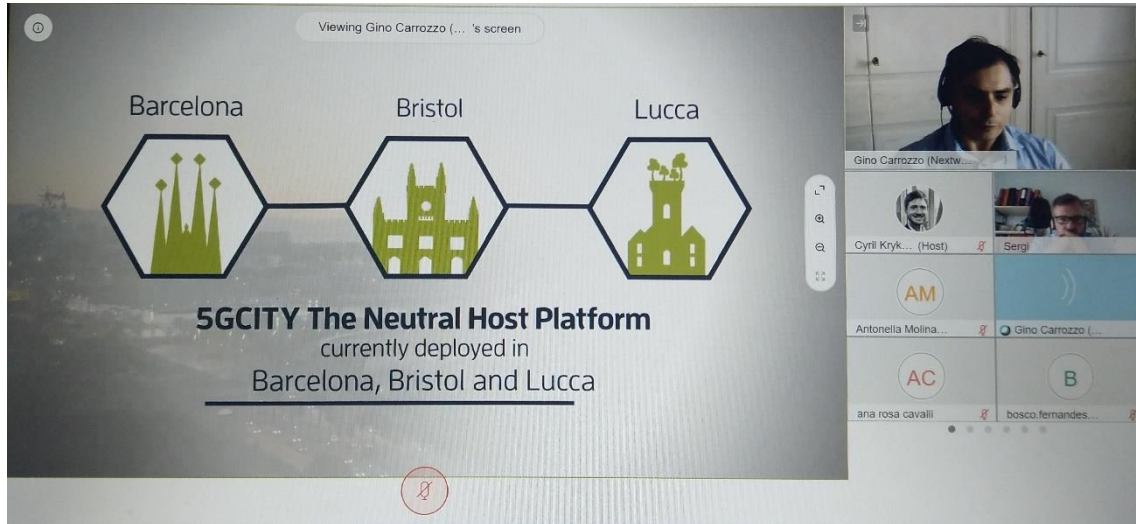 Viewing Gino Carrozzo (... 's screen
Barcelona
Bristol
Lucca
5GCITY The Neutral Host Platform
currently deployed in
Barcelona, Bristol and Lucca
Gino Carrozzo (Nextw...
Cyril Kryk... (Host)
Sergi
AM
Antonella Molina...
Gino Carrozzo (...
AC
ana rosa cavalli
B
bosco.fernandes...